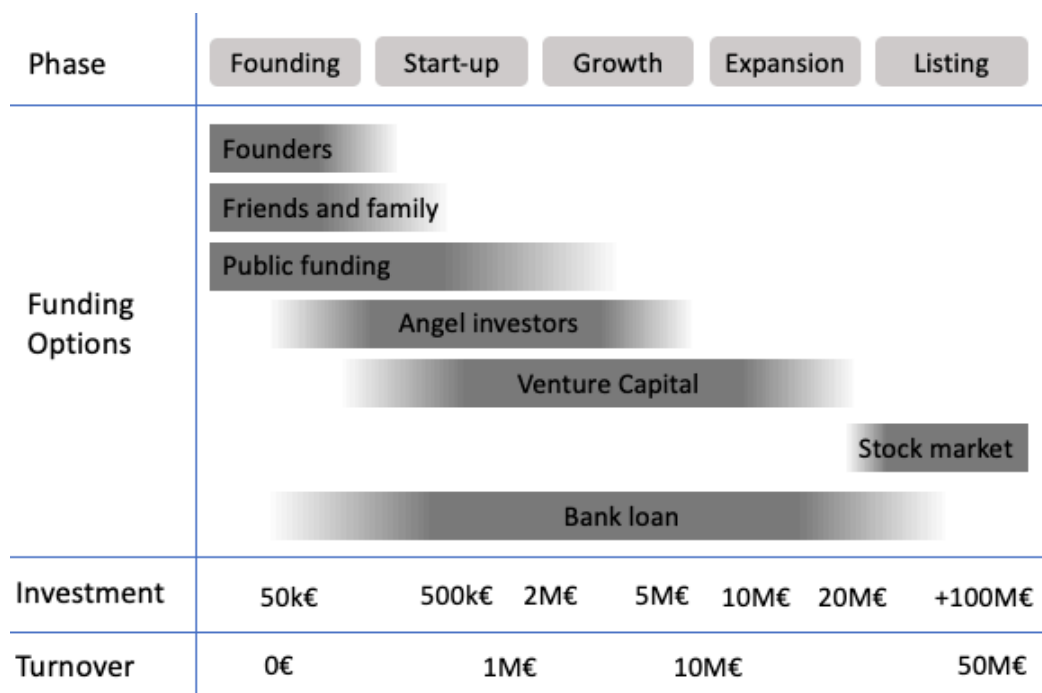 Phase
Founding Start-up Growth Expansion Listing
Founders
Friends and family
Public funding
Funding
Options
Angel investors
Venture Capital
Stock market
Bank loan
Investment 50k€ 500k€ 2M€ 5M€ 10M€ 20M€ +100M€
Turnover 0€ 1M€ 10M€ 50M€